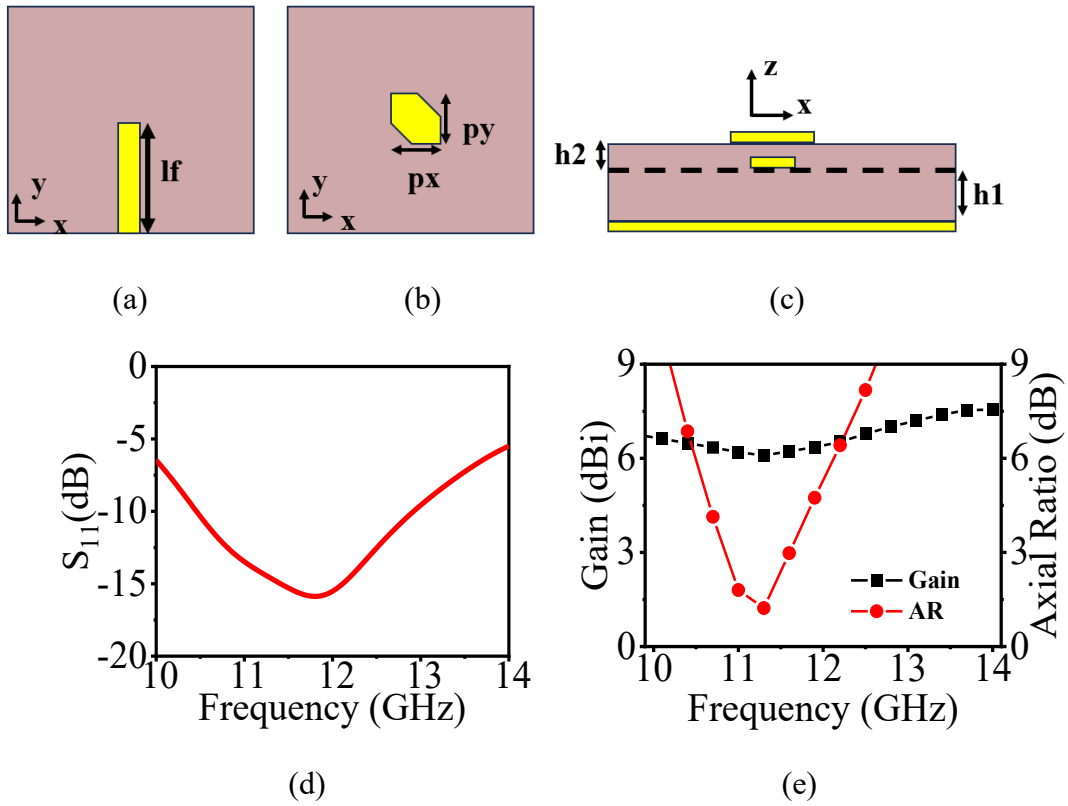 lf
y
x
(a)
py
px
y
x
(b)
z
x
h2
h1
(c)
0
-5
-10
-15
-20
S11(dB)
10 11 12 13 14
Frequency (GHz)
(d)
9
6
3
0
Gain (dBi)
9
6
3
0
Axial Ratio (dB)
Gain
AR
10 11 12 13 14
Frequency (GHz)
(e)